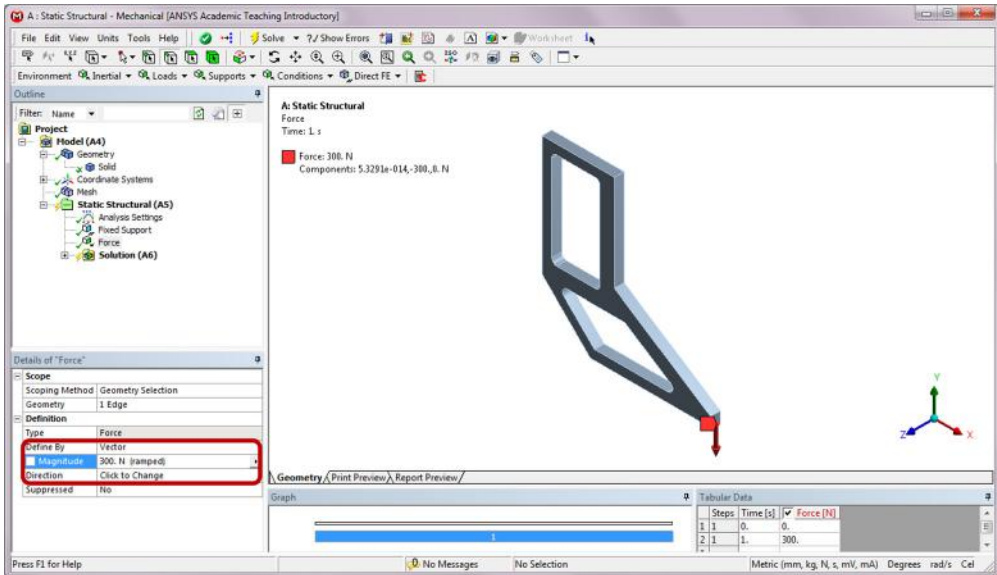 A : Static Structural - Mechanical [ANSYS Academic Teaching Introductory]
File Edit View Units Tools Help Solve ?/ Show Errors Worksheet
Environment Inertial Loads Supports Conditions Direct FE
Outline
Filter: Name
Project
Model (A4)
Geometry
Solid
Coordinate Systems
Mesh
Static Structural (A5)
Analysis Settings
Fixed Support
Force
Solution (A6)
Details of "Force"
Scope
Scoping Method Geometry Selection
Geometry 1 Edge
Definition
Type Force
Define By Vector
Magnitude 300. N (ramped)
Direction Click to Change
Suppressed No
A: Static Structural
Force
Time: 1. s
Force: 300. N
Components: 5.3291e-014,-300.,0. N
Y
Z
X
Geometry Print Preview Report Preview
Graph
1
Tabular Data
Steps Time [s] Force [N]
1 1 0. 0.
2 1 1. 300.
Press F1 for Help
0 No Messages
No Selection
Metric (mm, kg, N, s, mV, mA) Degrees rad/s Cel